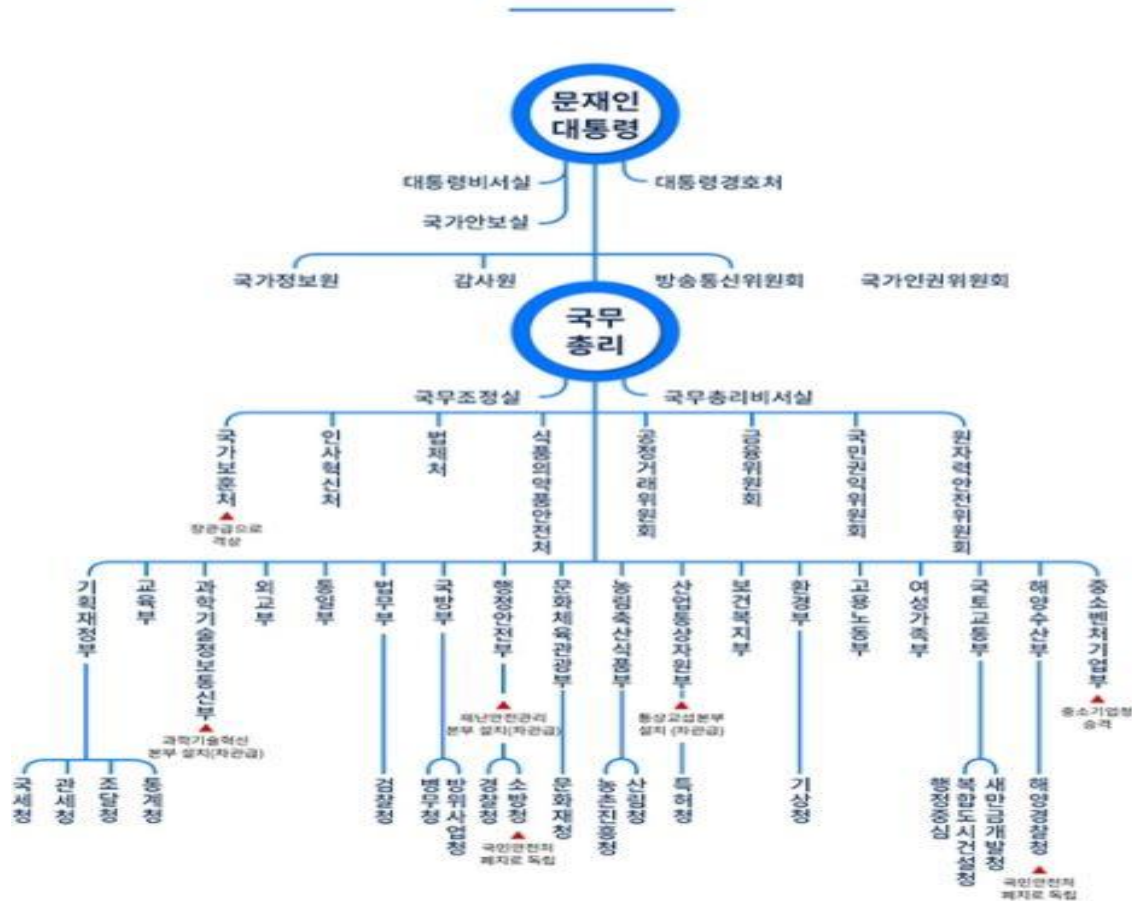 문재인
대통령
대통령비서실
대통령경호처
국가안보실
국가정보원
감사원
방송통신위원회
국가인권위원회
국무
총리
국무조정실
국무총리비서실
국가보훈처
인사혁신처
법제처
식품의약품안전처
공정거래위원회
금융위원회
국민권익위원회
원자력안전위원회
▲
장관급으로
격상
기획재정부
교육부
과학기술정보통신부
외교부
통일부
법무부
국방부
행정안전부
문화체육관광부
농림축산식품부
산업통상자원부
보건복지부
환경부
고용노동부
여성가족부
국토교통부
해양수산부
중소벤처기업부
▲
과학기술혁신
본부 설치(차관급)
▲
재난안전관리
본부 설치(차관급)
▲
통상교섭본부
설치 (차관급)
▲
중소기업청
승격
국세청
관세청
조달청
통계청
검찰청
병무청
방위사업청
경찰청
소방청
문화재청
농촌진흥청
산림청
특허청
기상청
행정중심
복합도시건설청
새만금개발청
해양경찰청
▲
국민안전처
폐지로 독립
▲
국민안전처
폐지로 독립